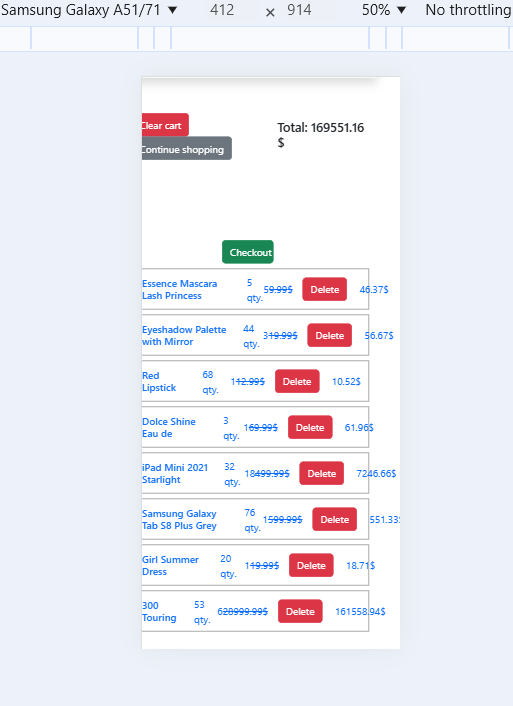 Samsung Galaxy A51/71 ▼ 412 × 914 50% ▼ No throttling
Clear cart
Total: 169551.16
$
Continue shopping
Checkout
Essence Mascara
Lash Princess
5
qty.
59.99$
Delete
46.37$
Eyeshadow Palette
with Mirror
44
qty.
319.99$
Delete
56.67$
Red
Lipstick
68
qty.
112.99$
Delete
10.52$
Dolce Shine
Eau de
3
qty.
169.99$
Delete
61.96$
iPad Mini 2021
Starlight
32
qty.
18499.99$
Delete
7246.66$
Samsung Galaxy
Tab S8 Plus Grey
76
qty.
1599.99$
Delete
551.33
Girl Summer
Dress
20
qty.
119.99$
Delete
18.71$
300
Touring
53
qty.
628999.99$
Delete
161558.94$